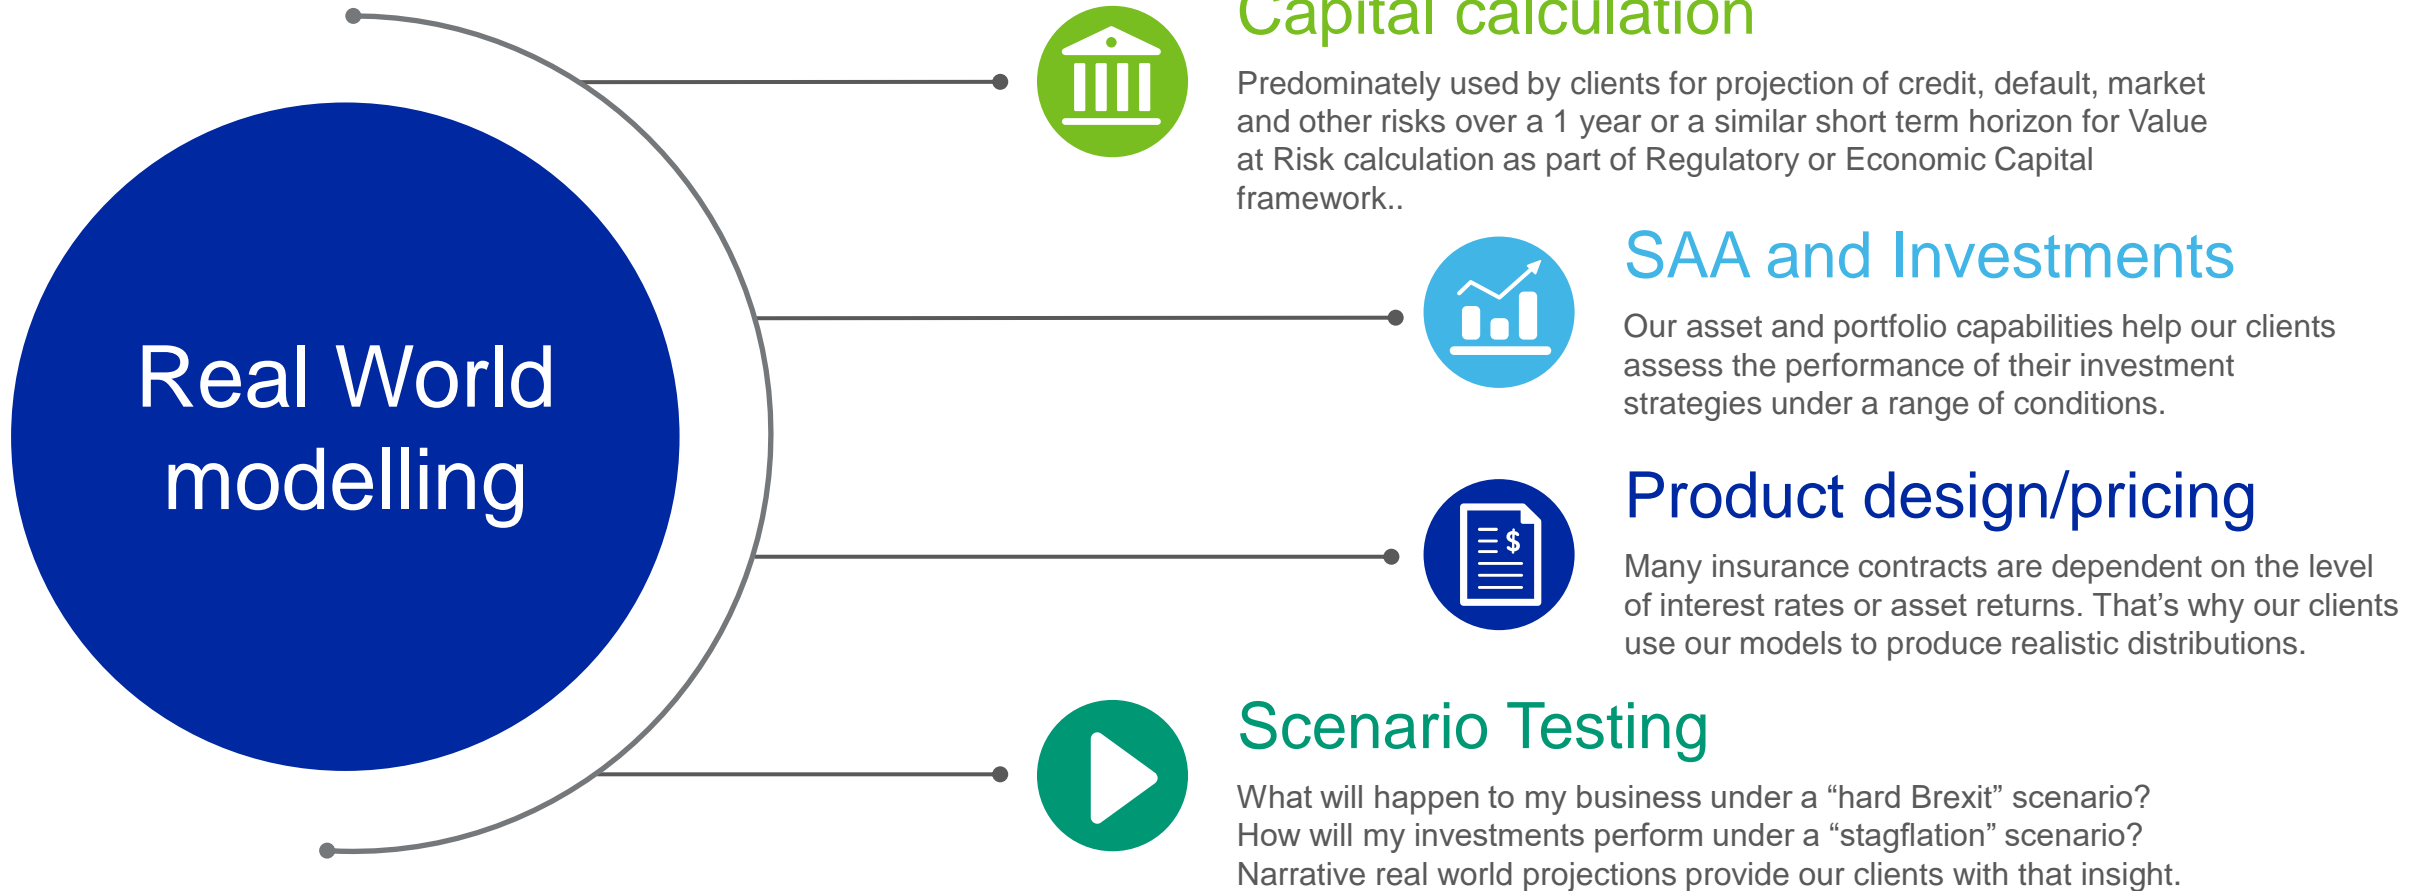 Real World
modelling
Capital calculation
Predominately used by clients for projection of credit, default, market
and other risks over a 1 year or a similar short term horizon for Value
at Risk calculation as part of Regulatory or Economic Capital
framework..
SAA and Investments
Our asset and portfolio capabilities help our clients
assess the performance of their investment
strategies under a range of conditions.
$
Product design/pricing
Many insurance contracts are dependent on the level
of interest rates or asset returns. That’s why our clients
use our models to produce realistic distributions.
Scenario Testing
What will happen to my business under a “hard Brexit” scenario?
How will my investments perform under a “stagflation” scenario?
Narrative real world projections provide our clients with that insight.